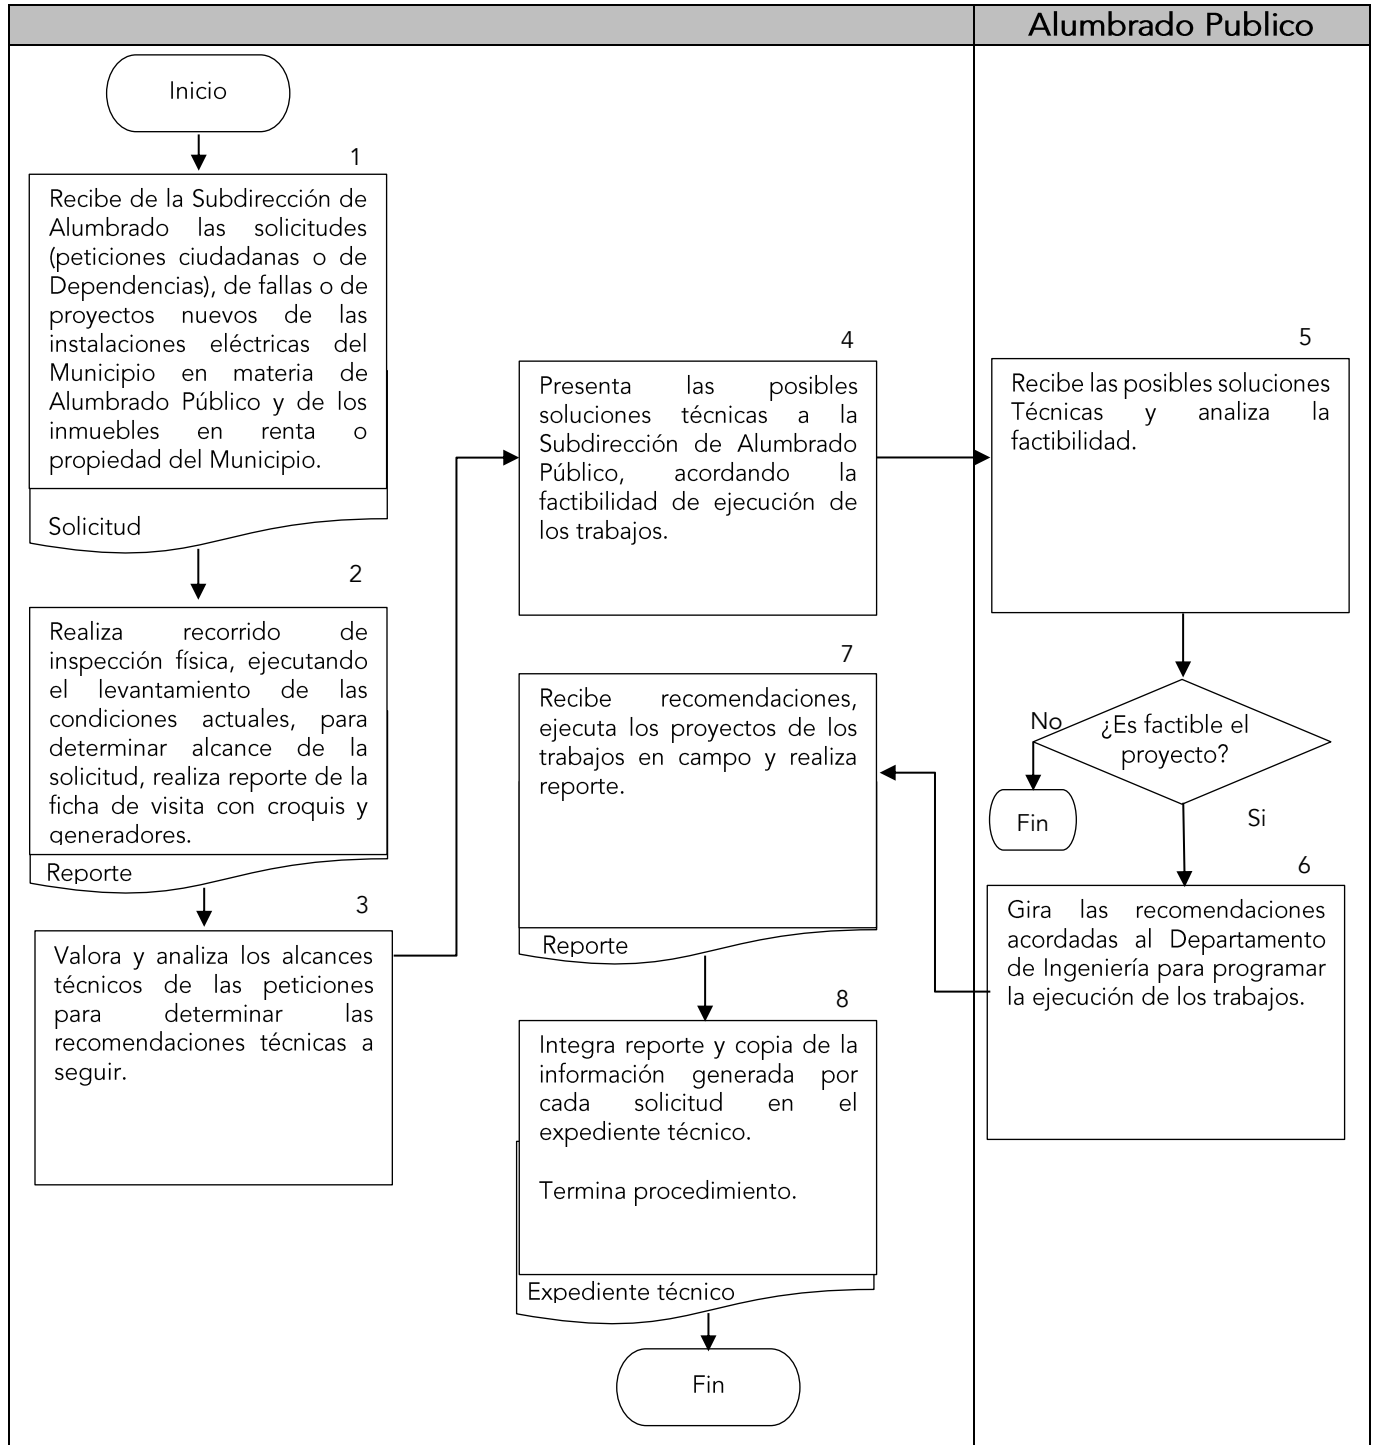 Alumbrado Publico
Inicio
1
Recibe de la Subdirección de
Alumbrado las solicitudes
(peticiones ciudadanas o de
Dependencias), de fallas o de
proyectos nuevos de las
instalaciones eléctricas del
Municipio en materia de
Alumbrado Público y de los
inmuebles en renta o
propiedad del Municipio.
Solicitud
2
Realiza recorrido de
inspección física, ejecutando
el levantamiento de las
condiciones actuales, para
determinar alcance de la
solicitud, realiza reporte de la
ficha de visita con croquis y
generadores.
Reporte
3
Valora y analiza los alcances
técnicos de las peticiones
para determinar las
recomendaciones técnicas a
seguir.
4
Presenta las posibles
soluciones técnicas a la
Subdirección de Alumbrado
Público, acordando la
factibilidad de ejecución de
los trabajos.
5
Recibe las posibles soluciones
Técnicas y analiza la
factibilidad.
¿Es factible el
proyecto?
No
Fin
Si
6
Gira las recomendaciones
acordadas al Departamento
de Ingeniería para programar
la ejecución de los trabajos.
7
Recibe recomendaciones,
ejecuta los proyectos de los
trabajos en campo y realiza
reporte.
Reporte
8
Integra reporte y copia de la
información generada por
cada solicitud en el
expediente técnico.
Termina procedimiento.
Expediente técnico
Fin